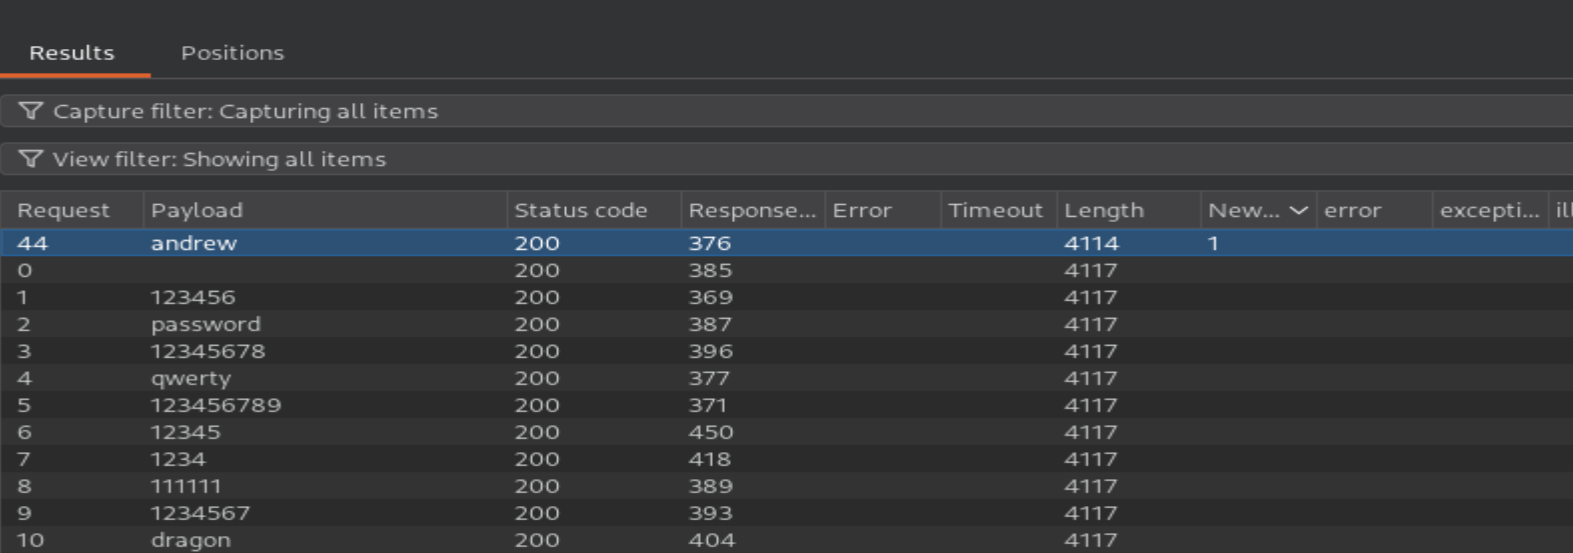 Results Positions
Capture filter: Capturing all items
View filter: Showing all items
Request Payload Status code Response... Error Timeout Length New... error excepti... ill
44 andrew 200 376 4114 1
0 200 385 4117
1 123456 200 369 4117
2 password 200 387 4117
3 12345678 200 396 4117
4 qwerty 200 377 4117
5 123456789 200 371 4117
6 12345 200 450 4117
7 1234 200 418 4117
8 111111 200 389 4117
9 1234567 200 393 4117
10 dragon 200 404 4117